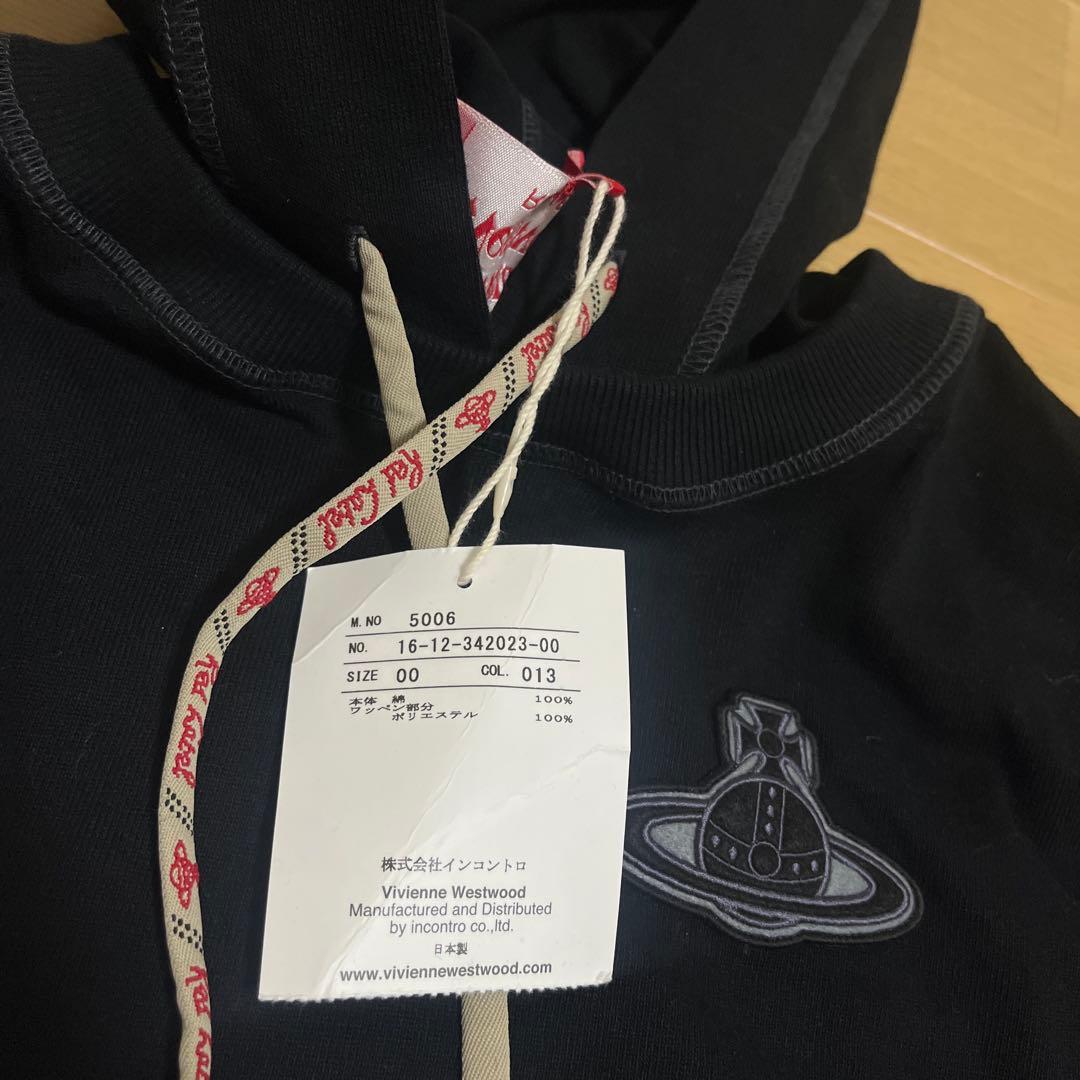 Red Label
Red Label
M. NO 5006
NO. 16-12-342023-00
SIZE 00 COL. 013
本体 綿 100%
ワッペン部分
ポリエステル 100%
株式会社インコントロ
Vivienne Westwood
Manufactured and Distributed
by incontro co.,ltd.
日本製
www.viviennewestwood.com